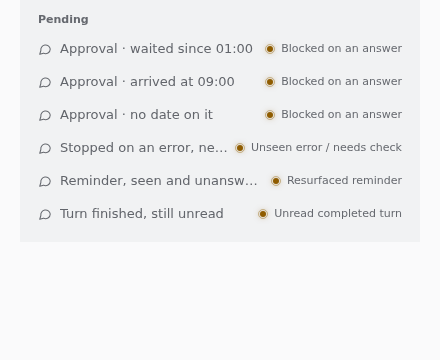 Pending
Approval · waited since 01:00 Blocked on an answer
Approval · arrived at 09:00 Blocked on an answer
Approval · no date on it Blocked on an answer
Stopped on an error, ne... Unseen error / needs check
Reminder, seen and unansw... Resurfaced reminder
Turn finished, still unread Unread completed turn